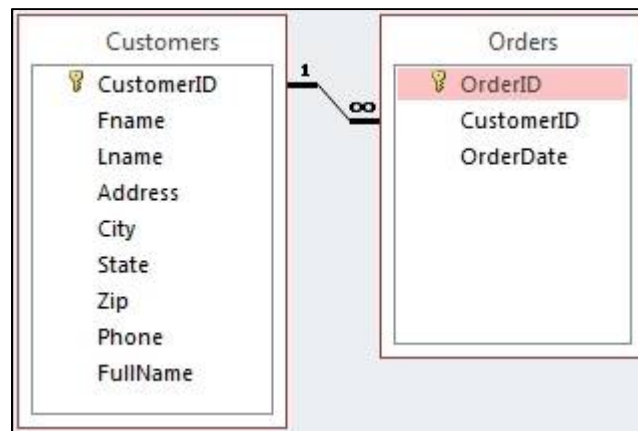 Customers
CustomerID
Fname
Lname
Address
City
State
Zip
Phone
FullName
1
∞
Orders
OrderID
CustomerID
OrderDate